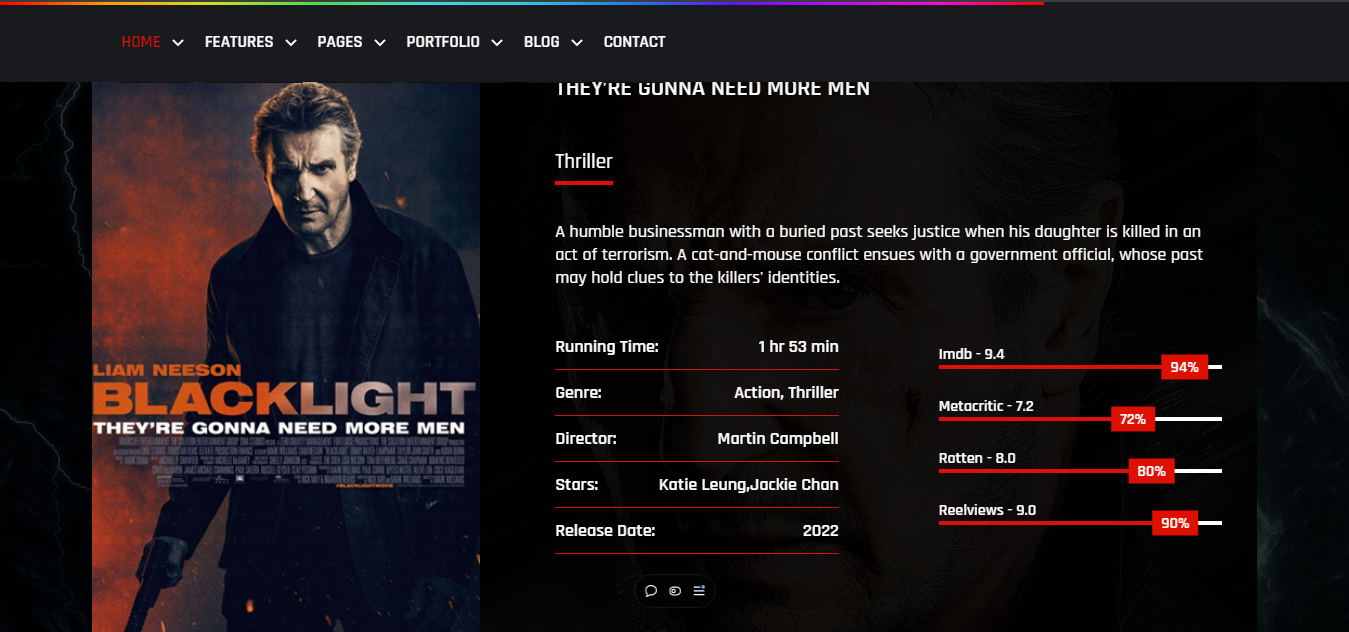 HOME FEATURES PAGES PORTFOLIO BLOG CONTACT
THEY'RE GONNA NEED MORE MEN
Thriller
A humble businessman with a buried past seeks justice when his daughter is killed in an
act of terrorism. A cat-and-mouse conflict ensues with a government official, whose past
may hold clues to the killers' identities.
Running Time: 1 hr 53 min
Genre: Action, Thriller
Director: Martin Campbell
Stars: Katie Leung,Jackie Chan
Release Date: 2022
Imdb - 9.4
94%
Metacritic - 7.2
72%
Rotten - 8.0
80%
Reelviews - 9.0
90%
LIAM NEESON
BLACKLIGHT
THEY'RE GONNA NEED MORE MEN
#BLACKLIGHTMOVIE